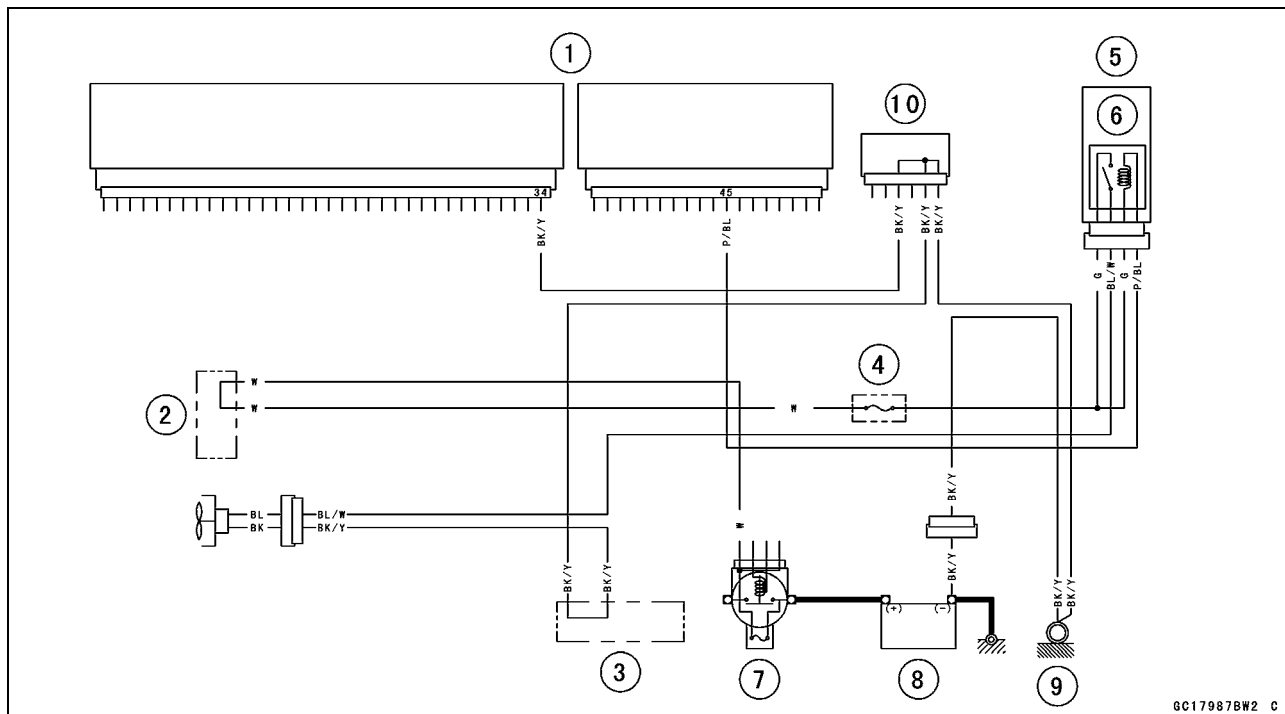 1
10
5
6
34
45
BK/Y
P/BL
BK/Y
BK/Y
BK/Y
G
BL/W
G
P/BL
2
W
W
W
4
BL
BK
BL/W
BK/Y
BK/Y
BK/Y
W
BK/Y
BK/Y
BK/Y
BK/Y
(+)
(-)
3
7
8
9
GC17987BW2 C